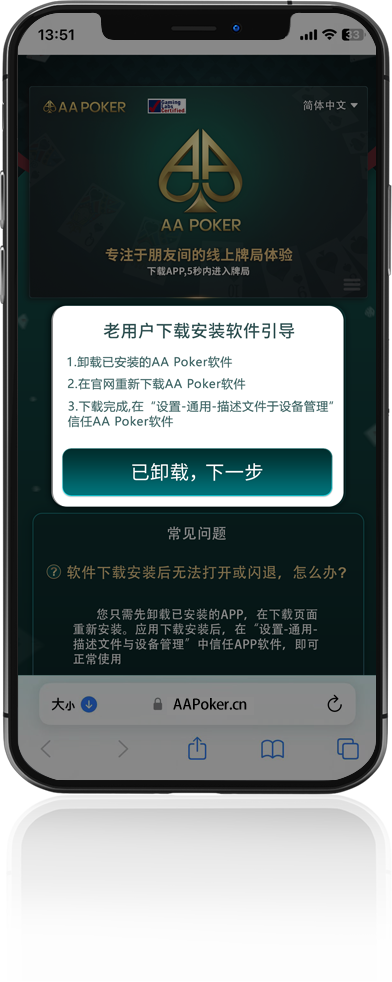 13:51
33
AA POKER
Gaming
Labs
Certified
简体中文
AA POKER
专注于朋友间的线上牌局体验
下载APP,5秒内进入牌局
老用户下载安装软件引导
1.卸载已安装的AA Poker软件
2.在官网重新下载AA Poker软件
3.下载完成,在“设置-通用-描述文件于设备管理”
信任AA Poker软件
已卸载，下一步
常见问题
? 软件下载安装后无法打开或闪退，怎么办?
您只需先卸载已安装的APP，在下载页面
重新安装。应用下载安装后，在“设置-通用-
描述文件与设备管理”中信任APP软件，即可
正常使用
大小
AAPoker.cn